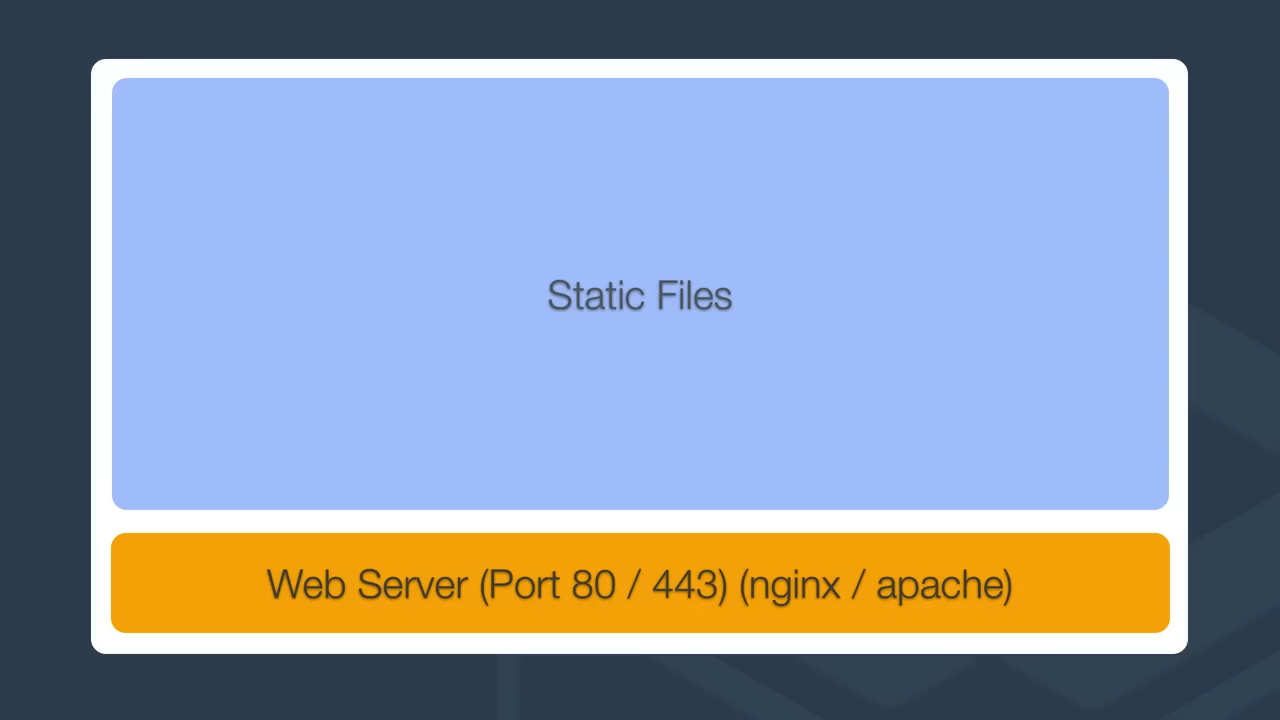 Static Files
Web Server (Port 80 / 443) (nginx / apache)